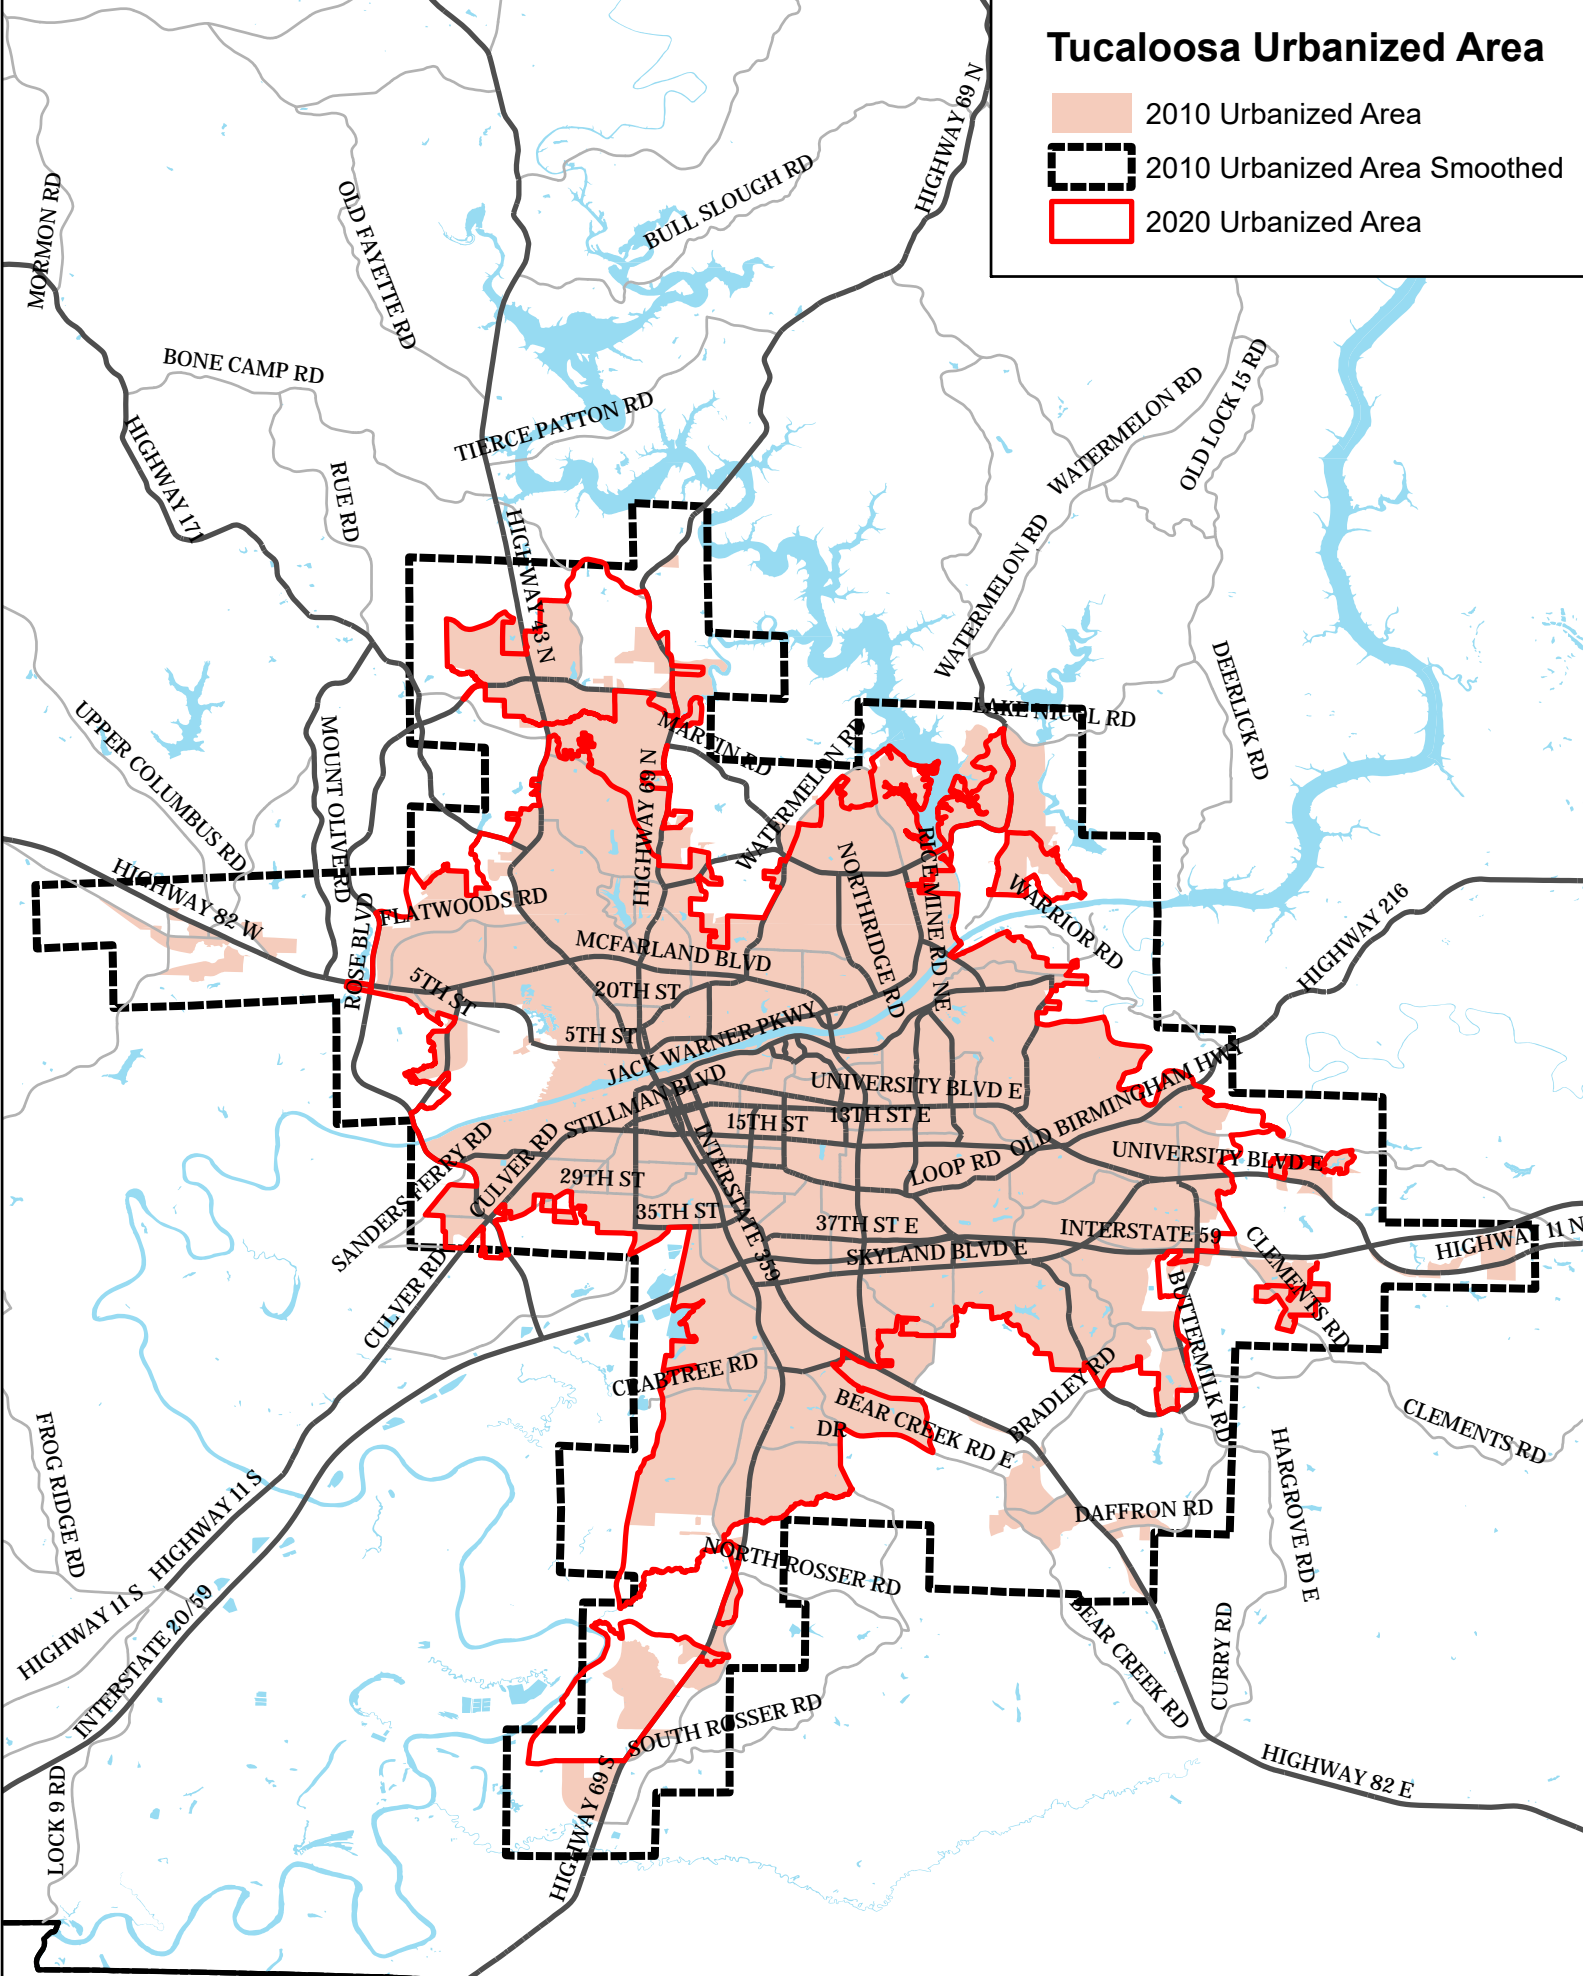 Tucaloosa Urbanized Area
2010 Urbanized Area
2010 Urbanized Area Smoothed
2020 Urbanized Area
HIGHWAY 69 N
MORMON RD
OLD FAYETTE RD
BULL SLOUGH RD
BONE CAMP RD
TIERCE PATTON RD
WATERMELON RD
OLD LOCK 15 RD
HIGHWAY 171
RUE RD
HIGHWAY 43 N
WATERMELON RD
DEERLICK RD
LAKE NICOL RD
UPPER COLUMBUS RD
MOUNT OLIVE RD
MARTIN RD
HIGHWAY 69 N
WATERMELON RD
HIGHWAY 82 W
FLATWOODS RD
ROSE BLVD
NORTHRIDGE RD
RICE MINE RD NE
WARRIOR RD
HIGHWAY 216
MCFARLAND BLVD
5TH ST
20TH ST
5TH ST
JACK WARNER PKWY
STILLMAN BLVD
UNIVERSITY BLVD E
13TH ST E
15TH ST
OLD BIRMINGHAM HWY
UNIVERSITY BLVD E
LOOP RD
SANDERS FERRY RD
CULVER RD
29TH ST
35TH ST
INTERSTATE 359
37TH ST E
SKYLAND BLVD E
INTERSTATE 59
HIGHWA 11 N
CLEMENTS RD
BUTTERMILK RD
CULVER RD
CRABTREE RD
BRADLEY RD
BEAR CREEK RD E
DR
CLEMENTS RD
HARGROVE RD E
FROG RIDGE RD
HIGHWAY 11 S
DAFFRON RD
NORTH ROSSER RD
HIGHWAY 11 S
INTERSTATE 20/59
BEAR CREEK RD
CURRY RD
SOUTH ROSSER RD
HIGHWAY 69 S
HIGHWAY 82 E
LOCK 9 RD